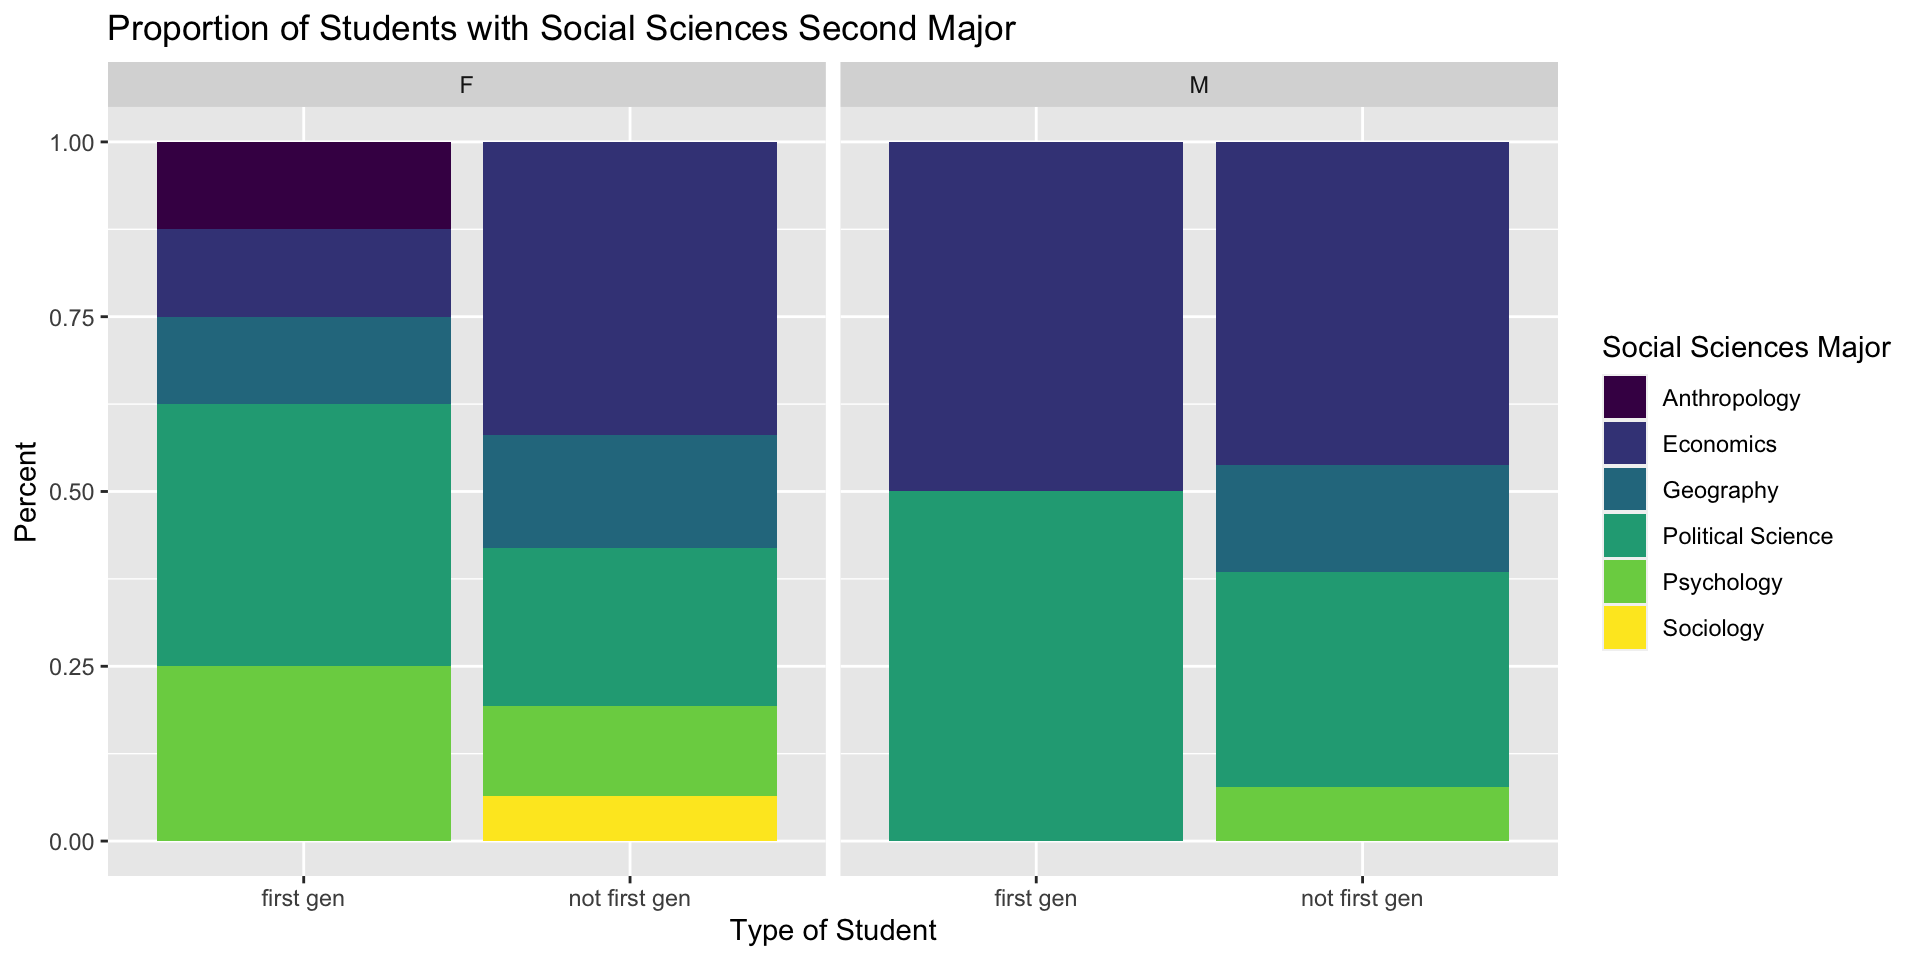 Proportion of Students with Social Sciences Second Major
F
M
1.00
0.75
0.50
0.25
0.00
Percent
first gen
not first gen
first gen
not first gen
Type of Student
Social Sciences Major
Anthropology
Economics
Geography
Political Science
Psychology
Sociology